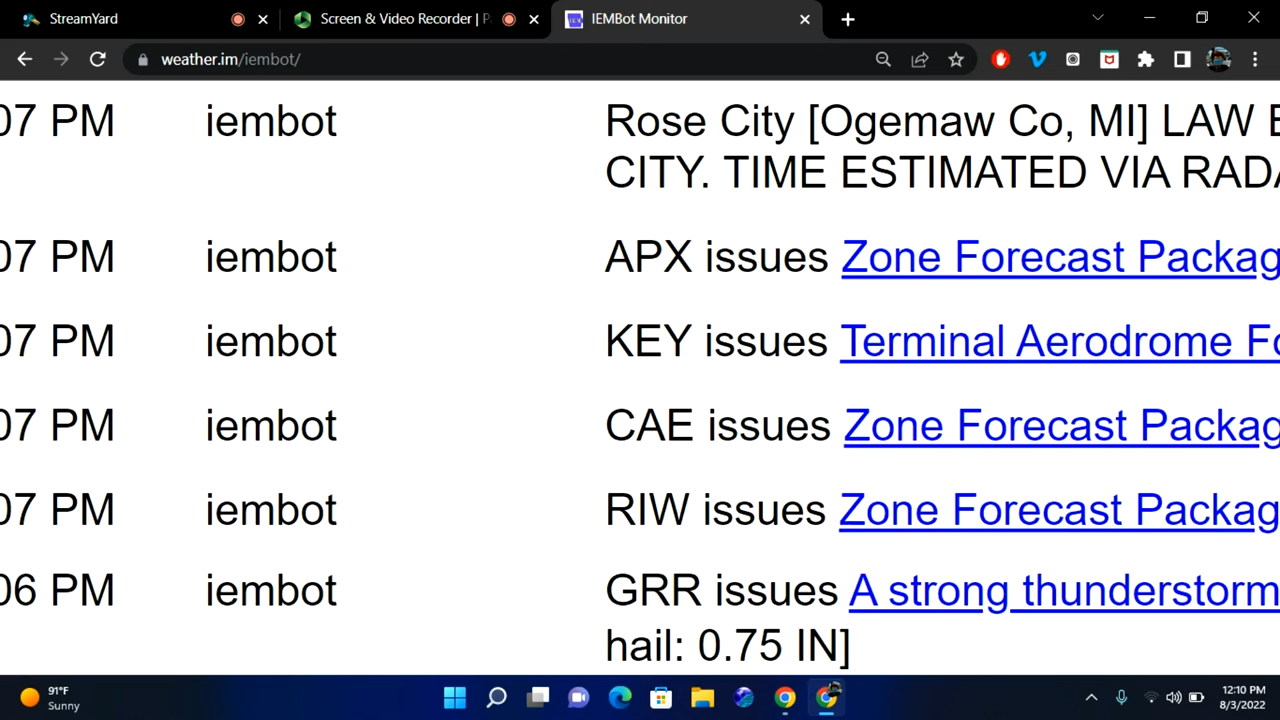 StreamYard
Screen & Video Recorder | P
IEMBot Monitor
weather.im/iembot/
07 PM iembot Rose City [Ogemaw Co, MI] LAW E
CITY. TIME ESTIMATED VIA RADA
07 PM iembot APX issues Zone Forecast Packag
07 PM iembot KEY issues Terminal Aerodrome Fo
07 PM iembot CAE issues Zone Forecast Packag
07 PM iembot RIW issues Zone Forecast Packag
06 PM iembot GRR issues A strong thunderstorm
hail: 0.75 IN]
91°F
Sunny
12:10 PM
8/3/2022